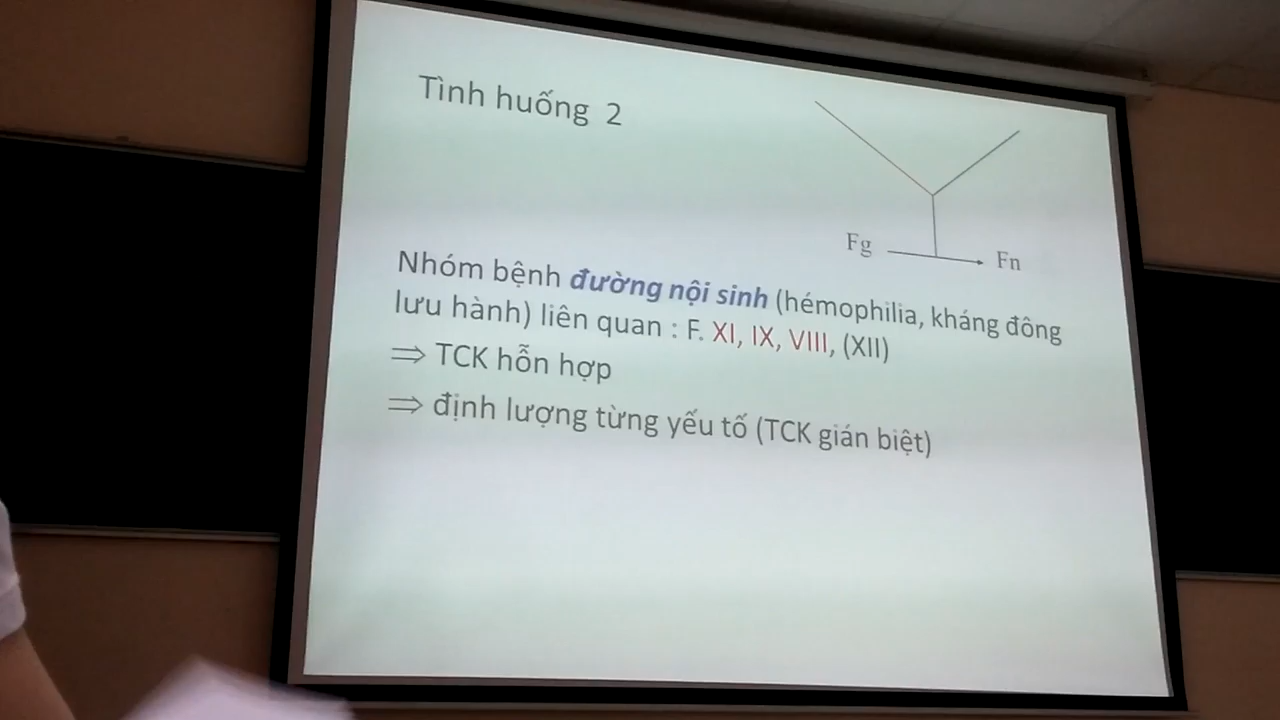 Tình huống 2
Fg
Fn
Nhóm bệnh đường nội sinh (hémophilia, kháng đông
lưu hành) liên quan : F. XI, IX, VIII, (XII)
⇒ TCK hỗn hợp
⇒ định lượng từng yếu tố (TCK gián biệt)